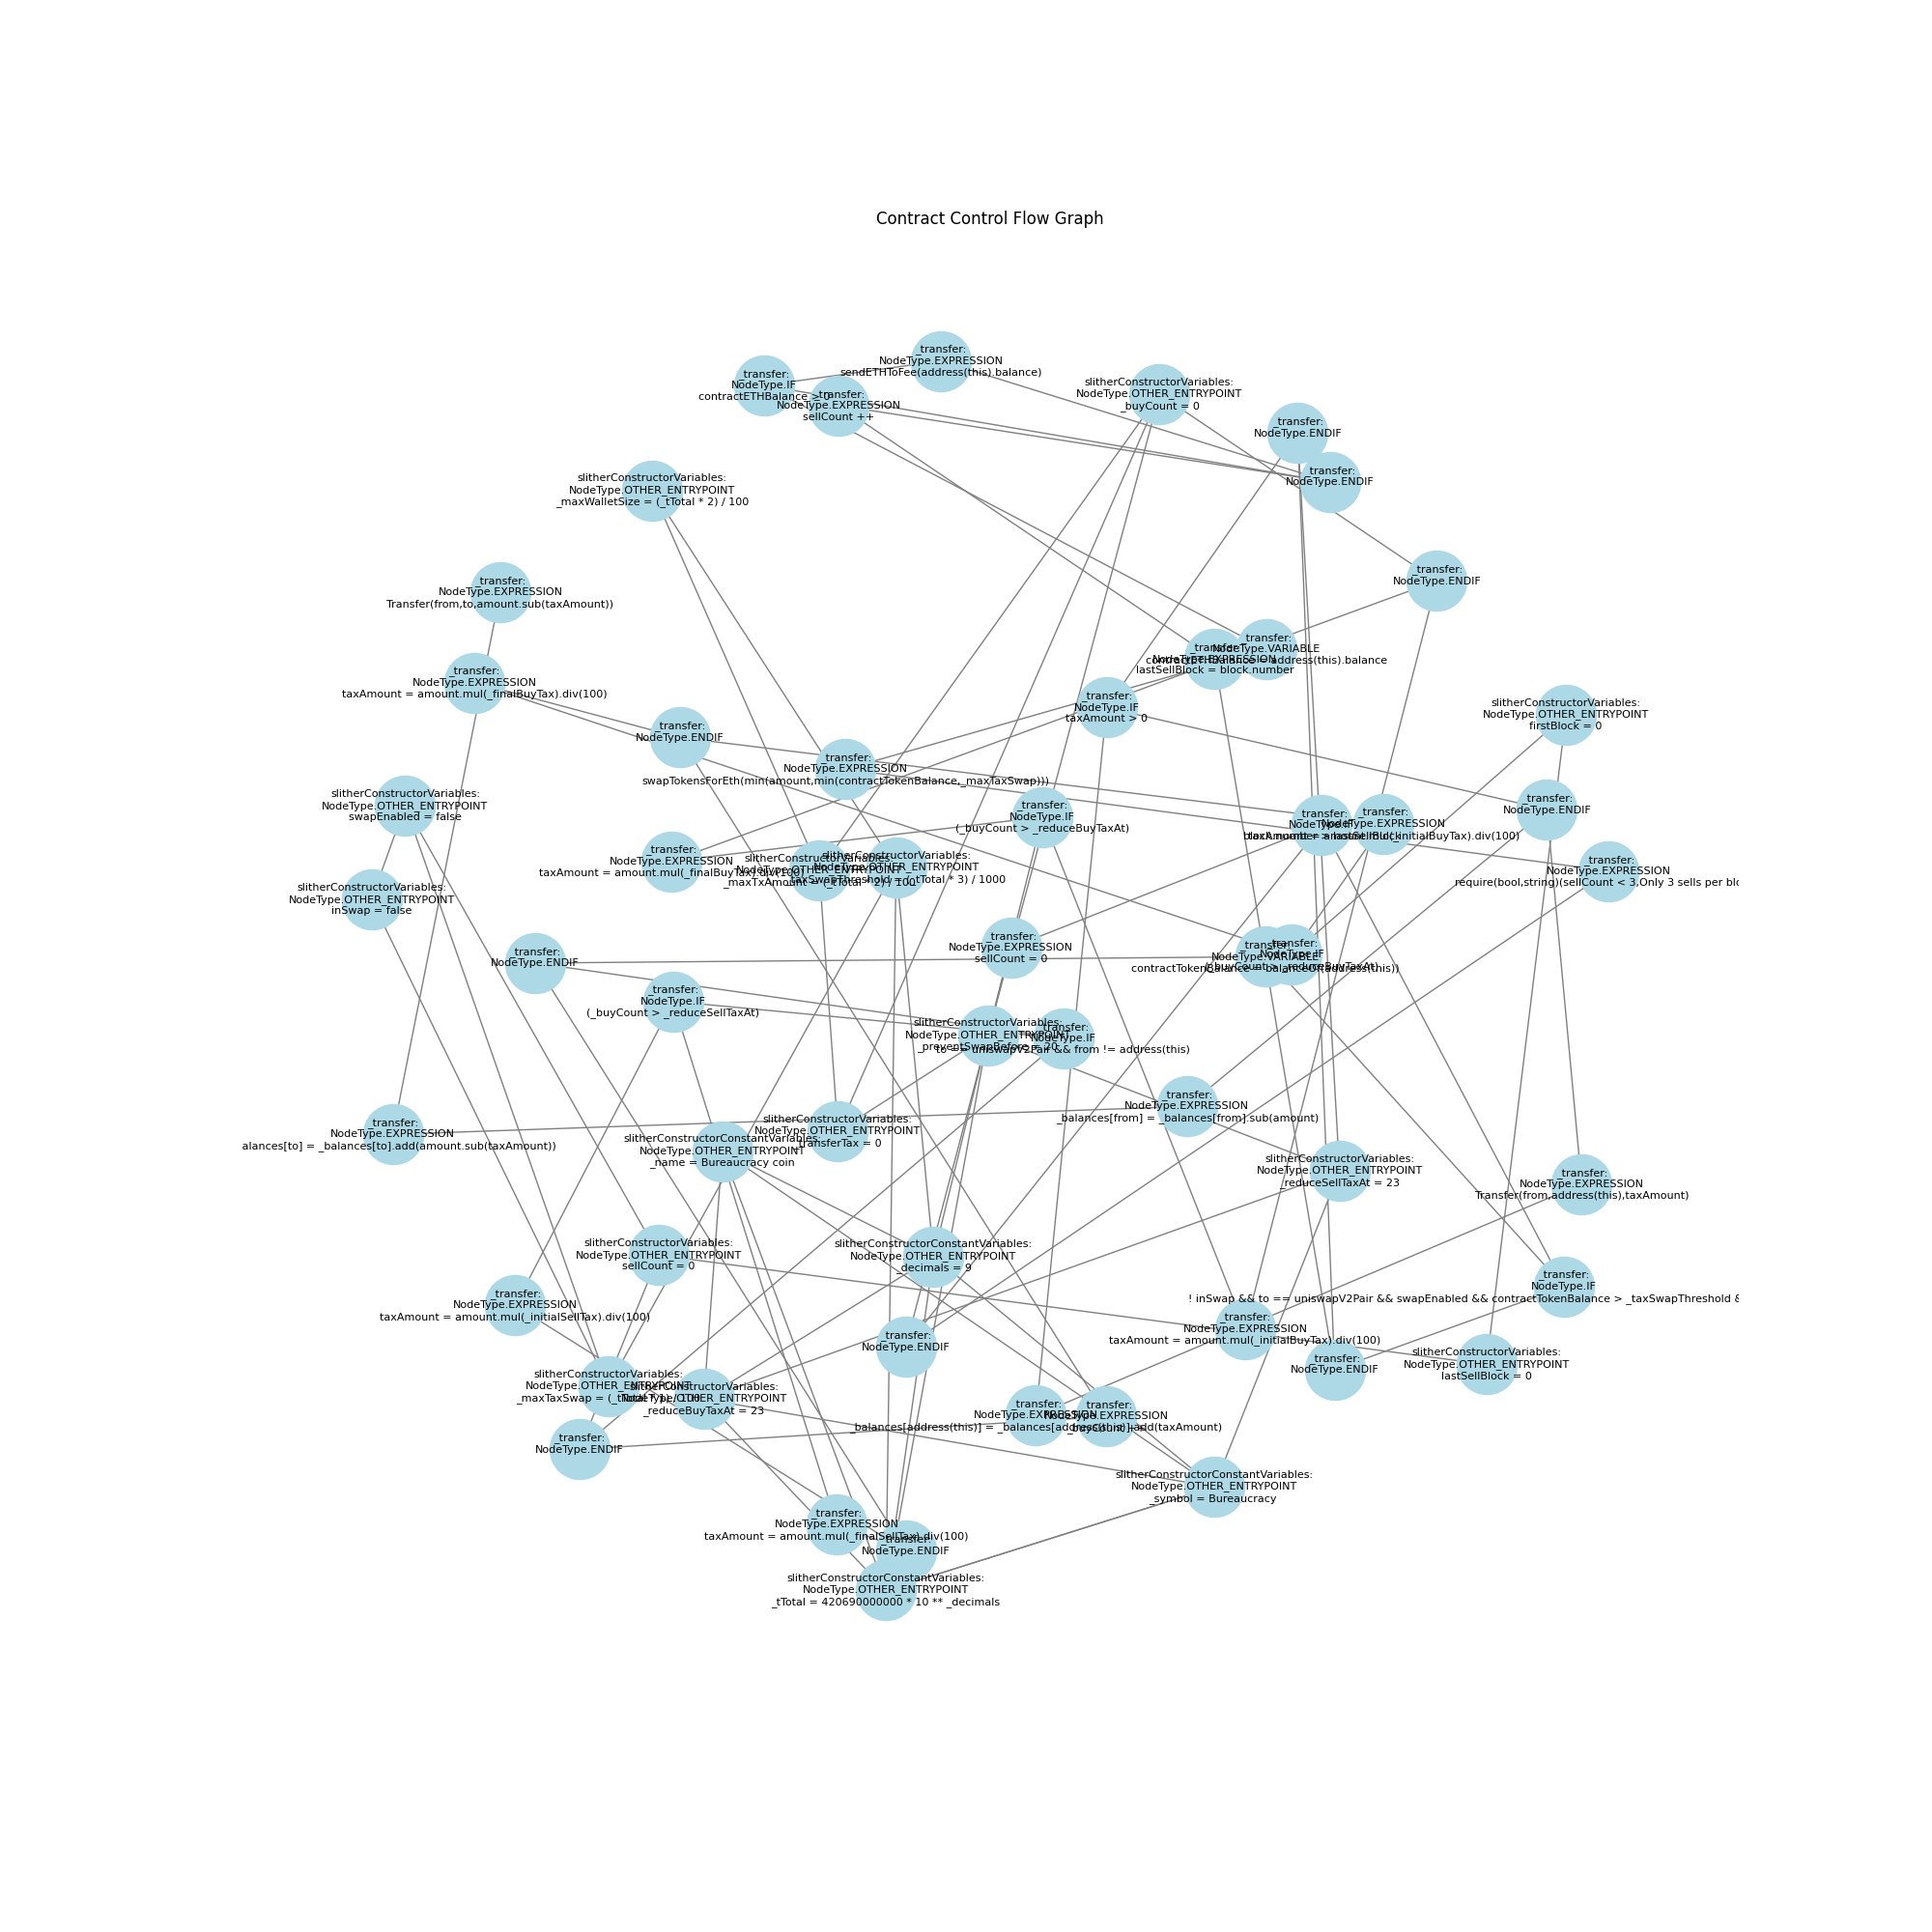 Contract Control Flow Graph
_transfer:
NodeType.EXPRESSION
sendETHToFee(address(this).balance)
_transfer:
NodeType.IF
contractETHBalance > 0
_transfer:
NodeType.EXPRESSION
sellCount ++
slitherConstructorVariables:
NodeType.OTHER_ENTRYPOINT
_buyCount = 0
_transfer:
NodeType.ENDIF
_transfer:
NodeType.ENDIF
slitherConstructorVariables:
NodeType.OTHER_ENTRYPOINT
_maxWalletSize = (_tTotal * 2) / 100
_transfer:
NodeType.ENDIF
_transfer:
NodeType.EXPRESSION
Transfer(from,to,amount.sub(taxAmount))
_transfer:
NodeType.VARIABLE
contractETHBalance = address(this).balance
_transfer:
NodeType.EXPRESSION
lastSellBlock = block.number
_transfer:
NodeType.EXPRESSION
taxAmount = amount.mul(_finalBuyTax).div(100)
_transfer:
NodeType.IF
taxAmount > 0
slitherConstructorVariables:
NodeType.OTHER_ENTRYPOINT
firstBlock = 0
_transfer:
NodeType.ENDIF
_transfer:
NodeType.EXPRESSION
swapTokensForEth(min(amount,min(contractTokenBalance,_maxTaxSwap)))
slitherConstructorVariables:
NodeType.OTHER_ENTRYPOINT
swapEnabled = false
_transfer:
NodeType.IF
(_buyCount > _reduceBuyTaxAt)
_transfer:
NodeType.IF
block.number > lastSellBlock
_transfer:
NodeType.EXPRESSION
taxAmount = amount.mul(_initialBuyTax).div(100)
_transfer:
NodeType.ENDIF
_transfer:
NodeType.EXPRESSION
taxAmount = amount.mul(_finalBuyTax).div(100)
slitherConstructorVariables:
NodeType.OTHER_ENTRYPOINT
_maxTxAmount = (_tTotal * 2) / 100
slitherConstructorVariables:
NodeType.OTHER_ENTRYPOINT
_taxSwapThreshold = (_tTotal * 3) / 1000
_transfer:
NodeType.EXPRESSION
require(bool,string)(sellCount < 3,Only 3 sells per blo
slitherConstructorVariables:
NodeType.OTHER_ENTRYPOINT
inSwap = false
_transfer:
NodeType.ENDIF
_transfer:
NodeType.EXPRESSION
sellCount = 0
_transfer:
NodeType.VARIABLE
contractTokenBalance = balanceOf(address(this))
_transfer:
NodeType.IF
(_buyCount > _reduceBuyTaxAt)
_transfer:
NodeType.IF
(_buyCount > _reduceSellTaxAt)
slitherConstructorVariables:
NodeType.OTHER_ENTRYPOINT
_preventSwapBefore = 20
_transfer:
NodeType.IF
to == uniswapV2Pair && from != address(this)
_transfer:
NodeType.EXPRESSION
_balances[from] = _balances[from].sub(amount)
_transfer:
NodeType.EXPRESSION
alances[to] = _balances[to].add(amount.sub(taxAmount))
slitherConstructorVariables:
NodeType.OTHER_ENTRYPOINT
_transferTax = 0
slitherConstructorConstantVariables:
NodeType.OTHER_ENTRYPOINT
_name = Bureaucracy coin
slitherConstructorVariables:
NodeType.OTHER_ENTRYPOINT
_reduceSellTaxAt = 23
_transfer:
NodeType.EXPRESSION
Transfer(from,address(this),taxAmount)
slitherConstructorVariables:
NodeType.OTHER_ENTRYPOINT
sellCount = 0
slitherConstructorConstantVariables:
NodeType.OTHER_ENTRYPOINT
_decimals = 9
_transfer:
NodeType.IF
! inSwap && to == uniswapV2Pair && swapEnabled && contractTokenBalance > _taxSwapThreshold &
_transfer:
NodeType.EXPRESSION
taxAmount = amount.mul(_initialSellTax).div(100)
_transfer:
NodeType.EXPRESSION
taxAmount = amount.mul(_initialBuyTax).div(100)
_transfer:
NodeType.ENDIF
_transfer:
NodeType.ENDIF
slitherConstructorVariables:
NodeType.OTHER_ENTRYPOINT
lastSellBlock = 0
slitherConstructorVariables:
NodeType.OTHER_ENTRYPOINT
_maxTaxSwap = (_tTotal * 1) / 100
slitherConstructorVariables:
NodeType.OTHER_ENTRYPOINT
_reduceBuyTaxAt = 23
_transfer:
NodeType.EXPRESSION
_balances[address(this)] = _balances[address(this)].add(taxAmount)
_transfer:
NodeType.EXPRESSION
_buyCount ++
_transfer:
NodeType.ENDIF
slitherConstructorConstantVariables:
NodeType.OTHER_ENTRYPOINT
_symbol = Bureaucracy
_transfer:
NodeType.EXPRESSION
taxAmount = amount.mul(_finalSellTax).div(100)
_transfer:
NodeType.ENDIF
slitherConstructorConstantVariables:
NodeType.OTHER_ENTRYPOINT
_tTotal = 420690000000 * 10 ** _decimals